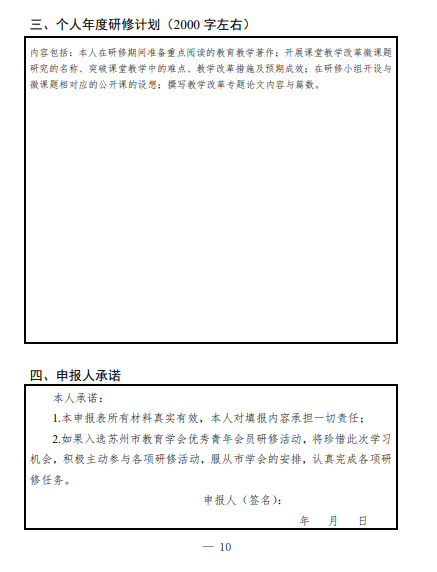 三、个人年度研修计划（2000 字左右）
内容包括：本人在研修期间准备重点阅读的教育教学著作；开展课堂教学改革微课题
研究的名称、突破课堂教学中的难点、教学改革措施及预期成效；在研修小组开设与
微课题相对应的公开课的设想；撰写教学改革专题论文内容与篇数。
四、申报人承诺
本人承诺：
1.本申报表所有材料真实有效，本人对填报内容承担一切责任；
2.如果入选苏州市教育学会优秀青年会员研修活动，将珍惜此次学习
机会，积极主动参与各项研修活动，服从市学会的安排，认真完成各项研
修任务。
申报人（签名）：
年 月 日
— 10